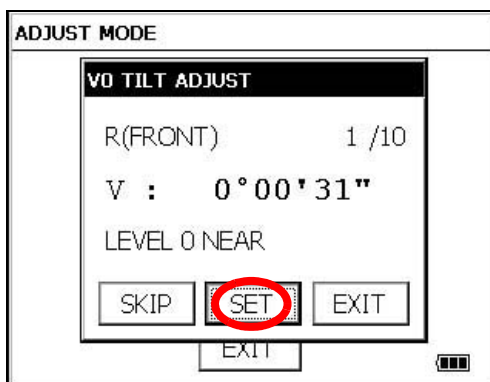 ADJUST MODE
V0 TILT ADJUST
R(FRONT) 1 /10
V : 0°00'31"
LEVEL 0 NEAR
SKIP SET EXIT
EXIT